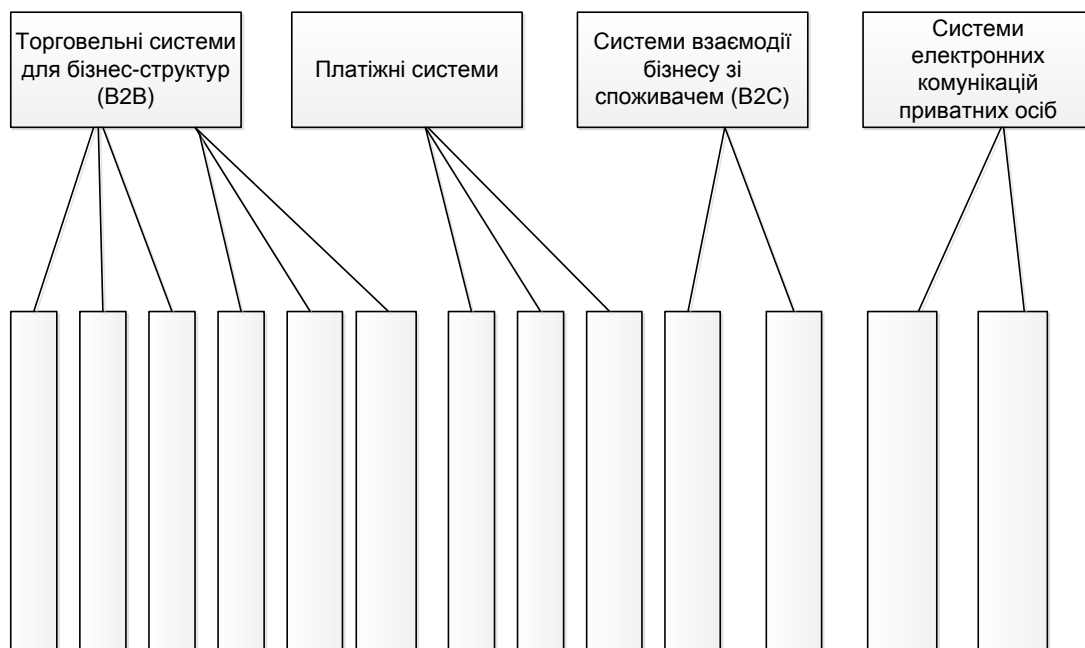 Торговельні системи
для бізнес-структур
(B2B)
Платіжні системи
Системи взаємодії
бізнесу зі
споживачем (B2C)
Системи
електронних
комунікацій
приватних осіб